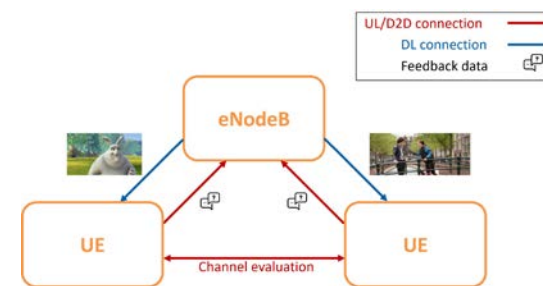 UL/D2D connection
DL connection
Feedback data
eNodeB
UE
UE
Channel evaluation